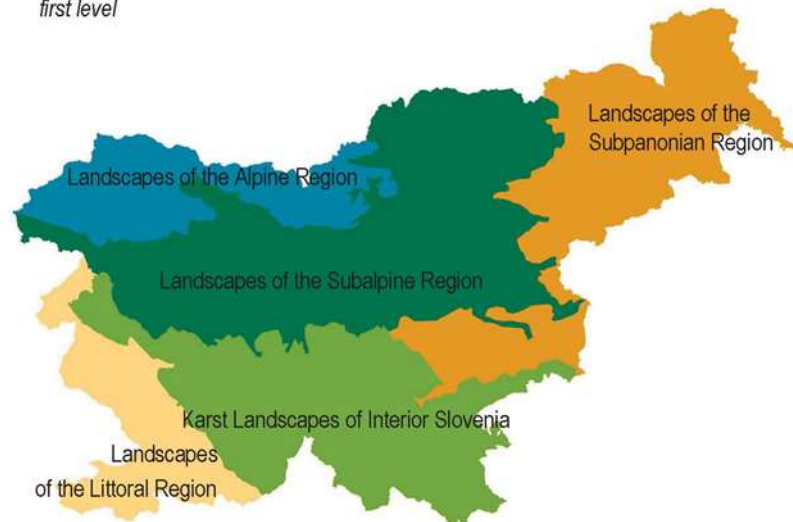 first level
Landscapes of the
Subpanonian Region
Landscapes of the Alpine Region
Landscapes of the Subalpine Region
Karst Landscapes of Interior Slovenia
Landscapes
of the Littoral Region